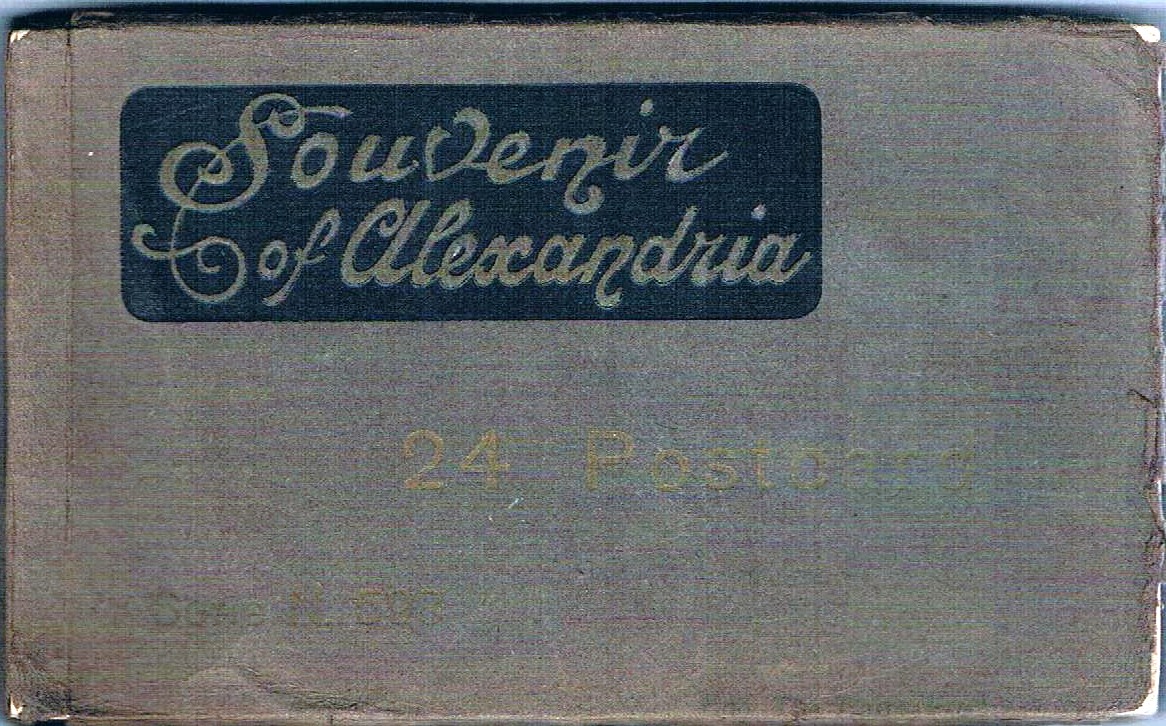 Souvenir
of Alexandria
24 Postcard